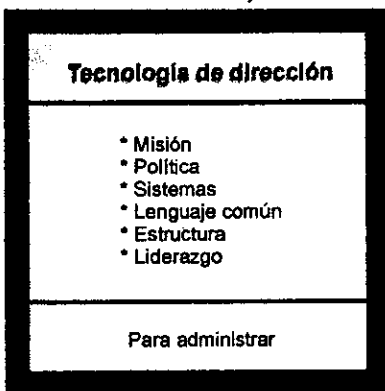 Tecnología de dirección
* Misión
* Política
* Sistemas
* Lenguaje común
* Estructura
* Liderazgo
Para administrar